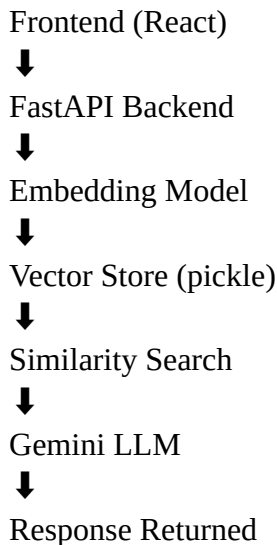 Frontend (React)
⬇
FastAPI Backend
⬇
Embedding Model
⬇
Vector Store (pickle)
⬇
Similarity Search
⬇
Gemini LLM
⬇
Response Returned